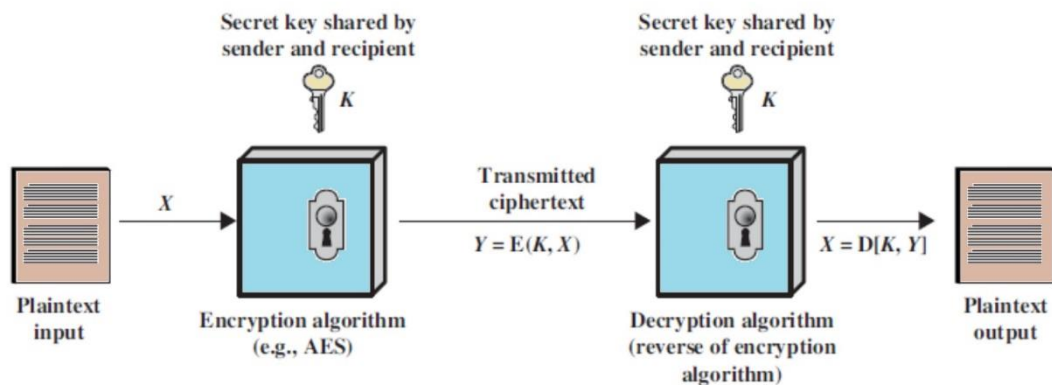 Secret key shared by
sender and recipient
K
Secret key shared by
sender and recipient
K
X
Transmitted
ciphertext
Y = E(K, X)
X = D[K, Y]
Plaintext
input
Encryption algorithm
(e.g., AES)
Decryption algorithm
(reverse of encryption
algorithm)
Plaintext
output